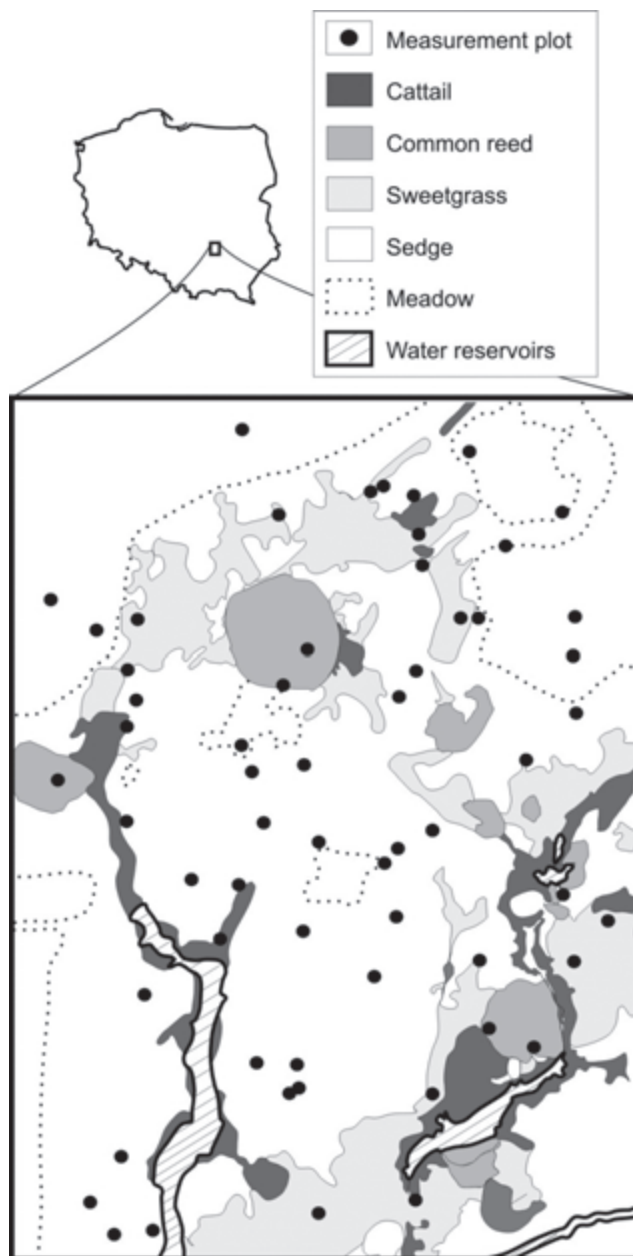 Measurement plot
Cattail
Common reed
Sweetgrass
Sedge
Meadow
Water reservoirs